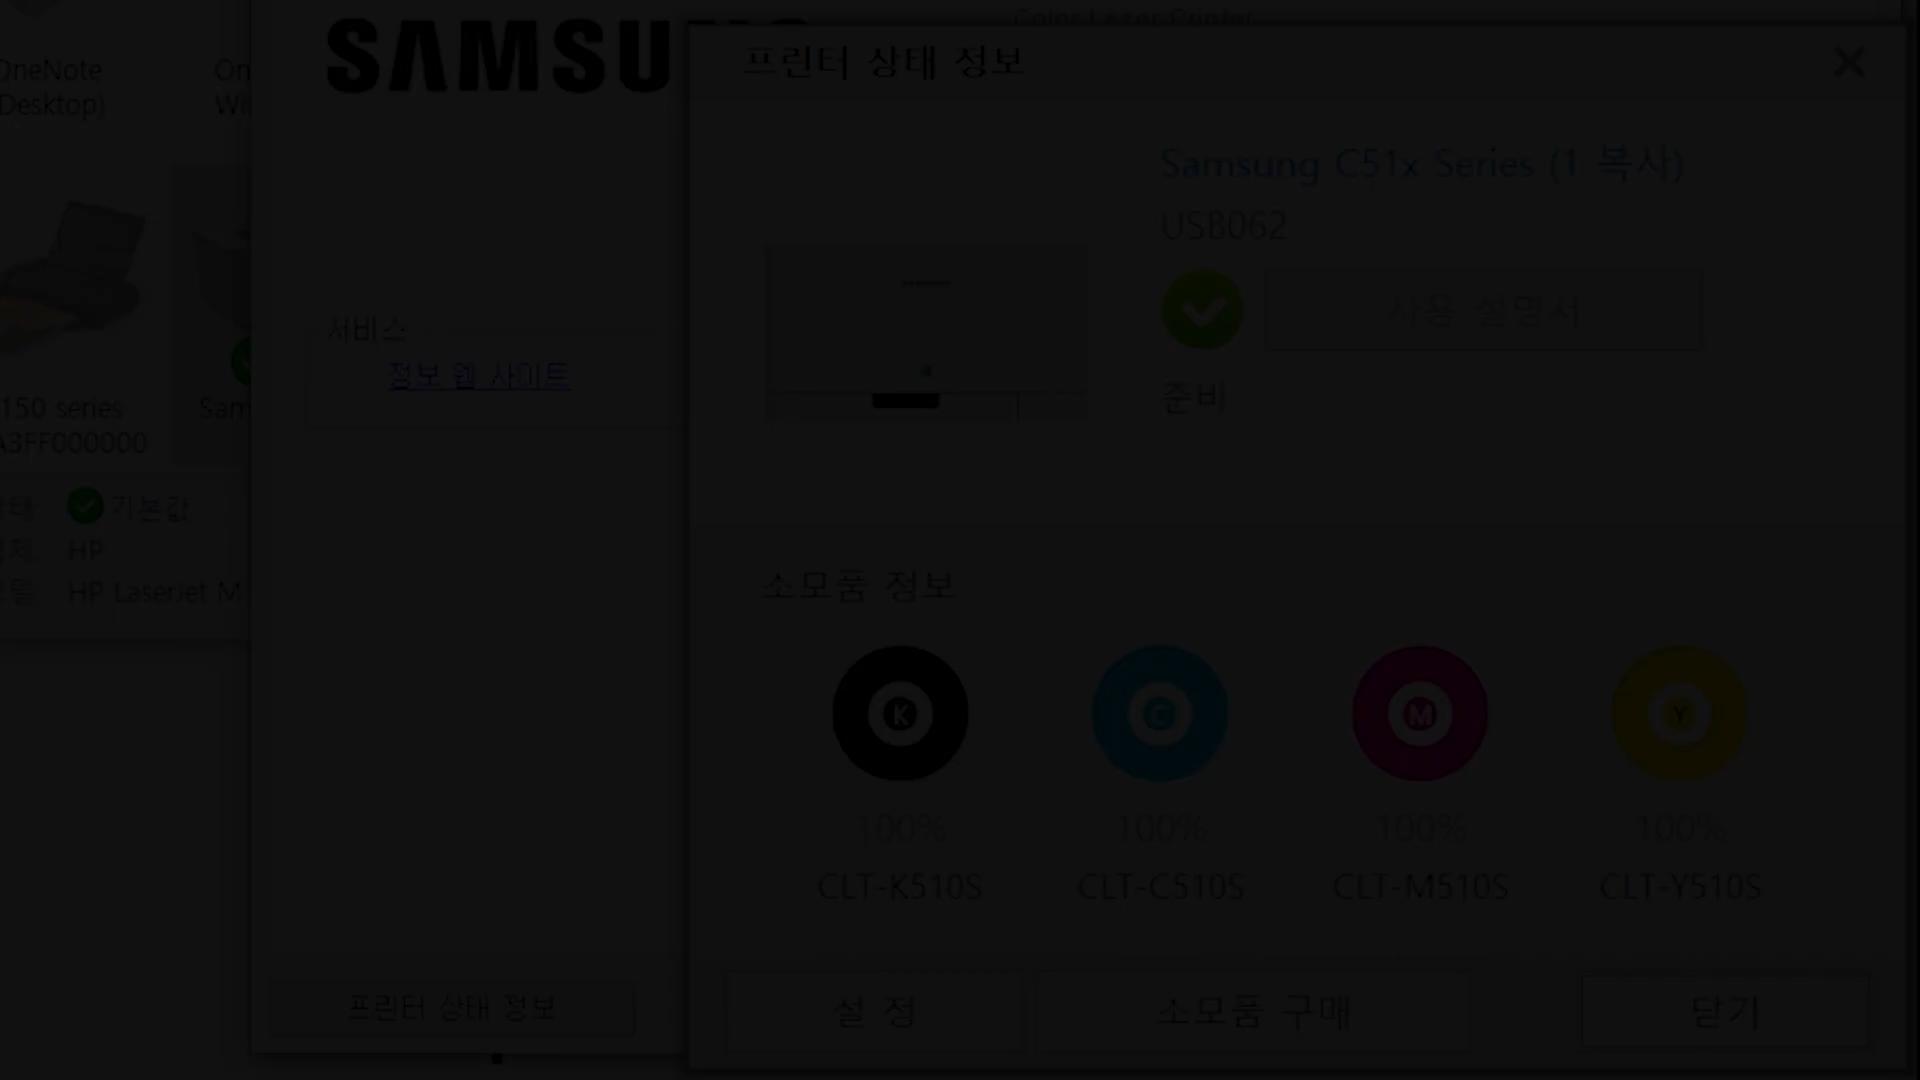 Color Laser Printer
SAMSU
OneNote
(Desktop)
150 series
A3FF000000
기본값
HP
HP LaserJet M
서비스
정보 웹 사이트
프린터 상태 정보
프린터 상태 정보
Samsung C51x Series (1 복사)
USB062
사용 설명서
준비
소모품 정보
K C M Y
100% 100% 100% 100%
CLT-K510S CLT-C510S CLT-M510S CLT-Y510S
설 정 소모품 구매 닫기